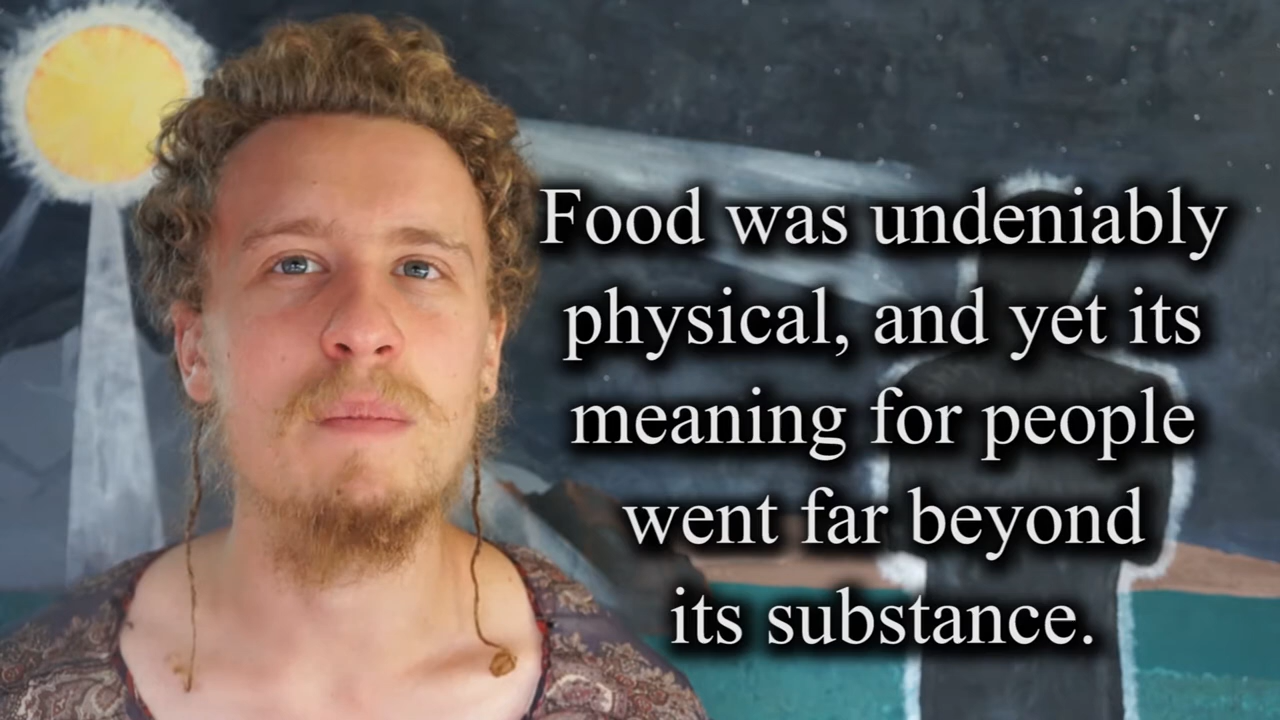 Food was undeniably
physical, and yet its
meaning for people
went far beyond
its substance.